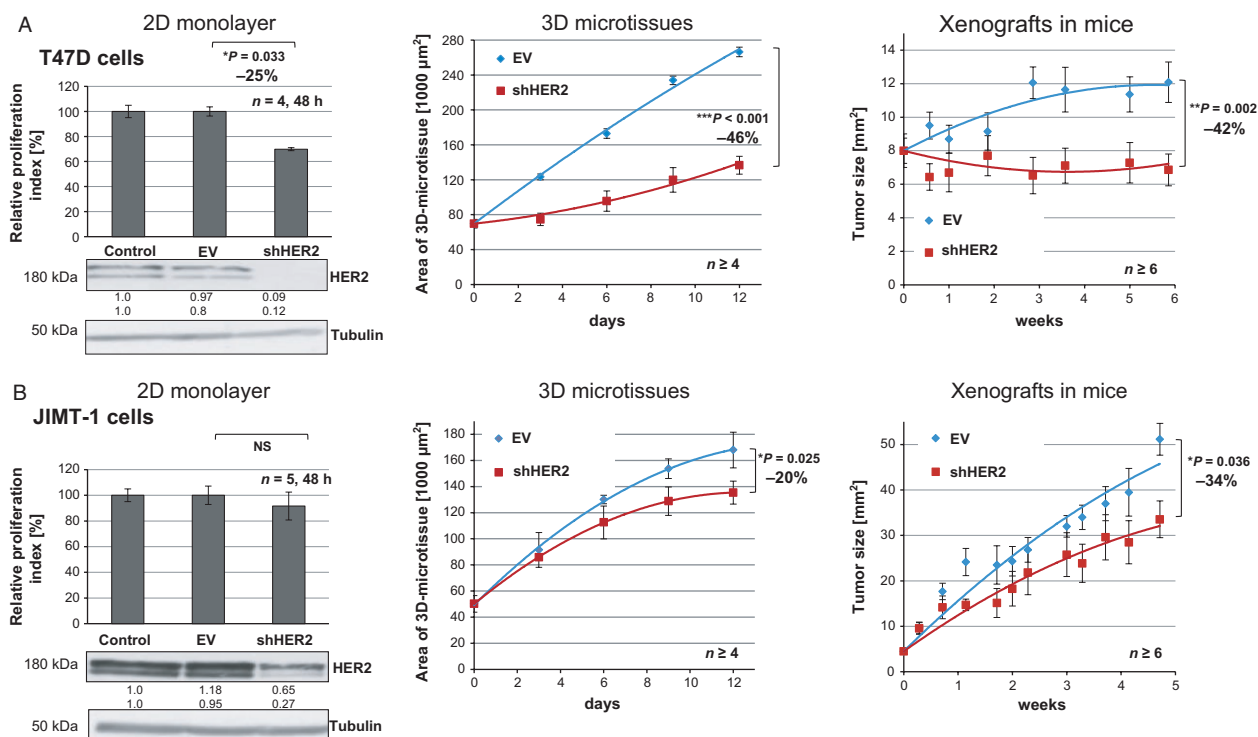 A
T47D cells
2D monolayer
*P = 0.033
–25%
n = 4, 48 h
Relative proliferation
index [%]
120
100
80
60
40
20
0
Control EV shHER2
180 kDa
HER2
1.0 0.97 0.09
1.0 0.8 0.12
50 kDa
Tubulin
3D microtissues
Area of 3D-microtissue [1000 μm²]
280
240
200
160
120
80
40
0
EV
shHER2
***P < 0.001
–46%
n ≥ 4
0 2 4 6 8 10 12
days
Xenografts in mice
Tumor size [mm²]
14
12
10
8
6
4
2
0
**P = 0.002
–42%
EV
shHER2
n ≥ 6
0 1 2 3 4 5 6
weeks
B
JIMT-1 cells
2D monolayer
NS
n = 5, 48 h
Relative proliferation
index [%]
120
100
80
60
40
20
0
Control EV shHER2
180 kDa
HER2
1.0 1.18 0.65
1.0 0.95 0.27
50 kDa
Tubulin
3D microtissues
Area of 3D-microtissue [1000 μm²]
180
160
140
120
100
80
60
40
20
0
EV
shHER2
*P = 0.025
–20%
n ≥ 4
0 2 4 6 8 10 12
days
Xenografts in mice
Tumor size [mm²]
50
40
30
20
10
0
EV
shHER2
*P = 0.036
–34%
n ≥ 6
0 1 2 3 4 5
weeks